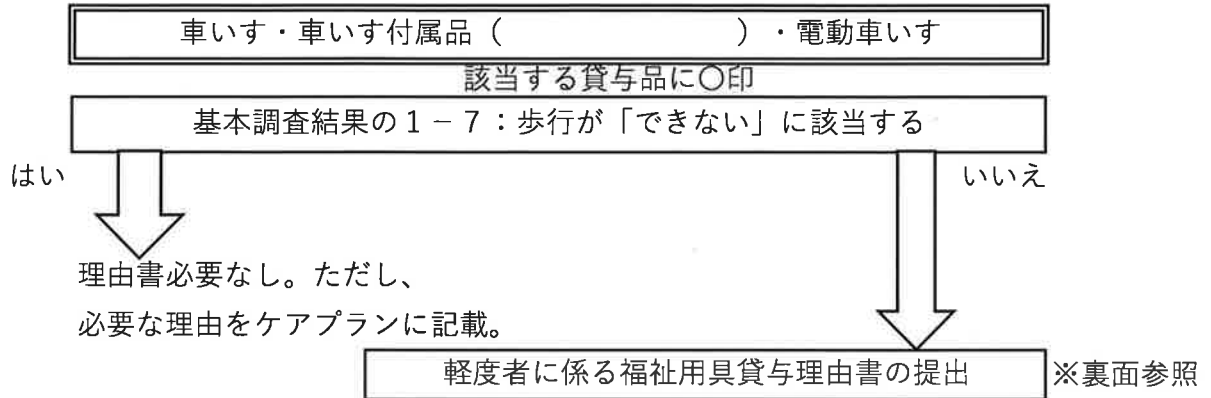 車いす・車いす付属品（　　　　　　　　　）・電動車いす
該当する貸与品に〇印
基本調査結果の１－７：歩行が「できない」に該当する
はい
いいえ
理由書必要なし。ただし、
必要な理由をケアプランに記載。
軽度者に係る福祉用具貸与理由書の提出 ※裏面参照